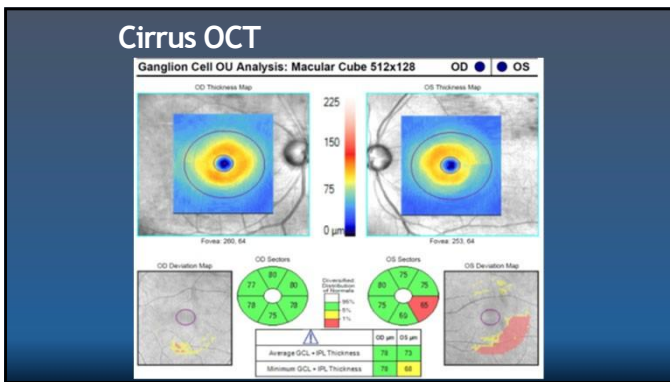 Cirrus OCT
Ganglion Cell OU Analysis: Macular Cube 512x128 OD OS
OD Thickness Map
OS Thickness Map
225
150
75
0 µm
Fovea: 260, 64
Fovea: 253, 64
OD Deviation Map
OD Sectors
OS Sectors
OS Deviation Map
80
77 80
78 78
75
Diversified
Distribution
of Normals
95%
5%
1%
75
80 75
75 65
69
OD µm OS µm
Average GCL + IPL Thickness 78 73
Minimum GCL + IPL Thickness 78 68